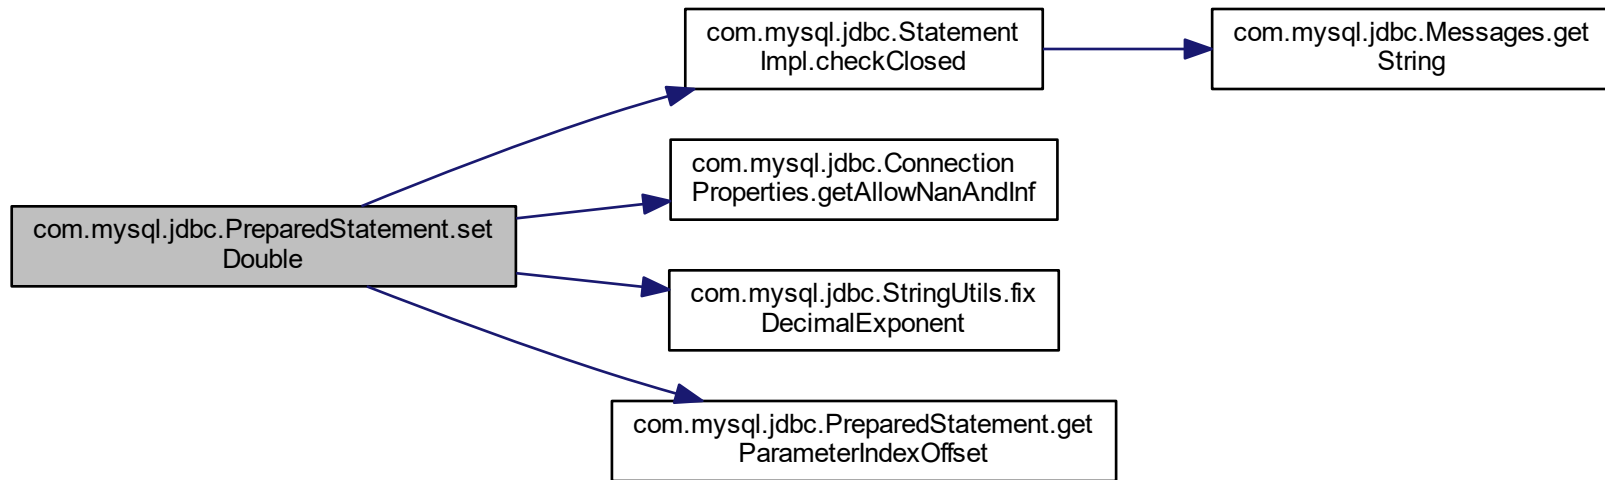 com.mysql.jdbc.Statement
Impl.checkClosed
com.mysql.jdbc.Messages.get
String
com.mysql.jdbc.Connection
Properties.getAllowNanAndInf
com.mysql.jdbc.PreparedStatement.set
Double
com.mysql.jdbc.StringUtils.fix
DecimalExponent
com.mysql.jdbc.PreparedStatement.get
ParameterIndexOffset